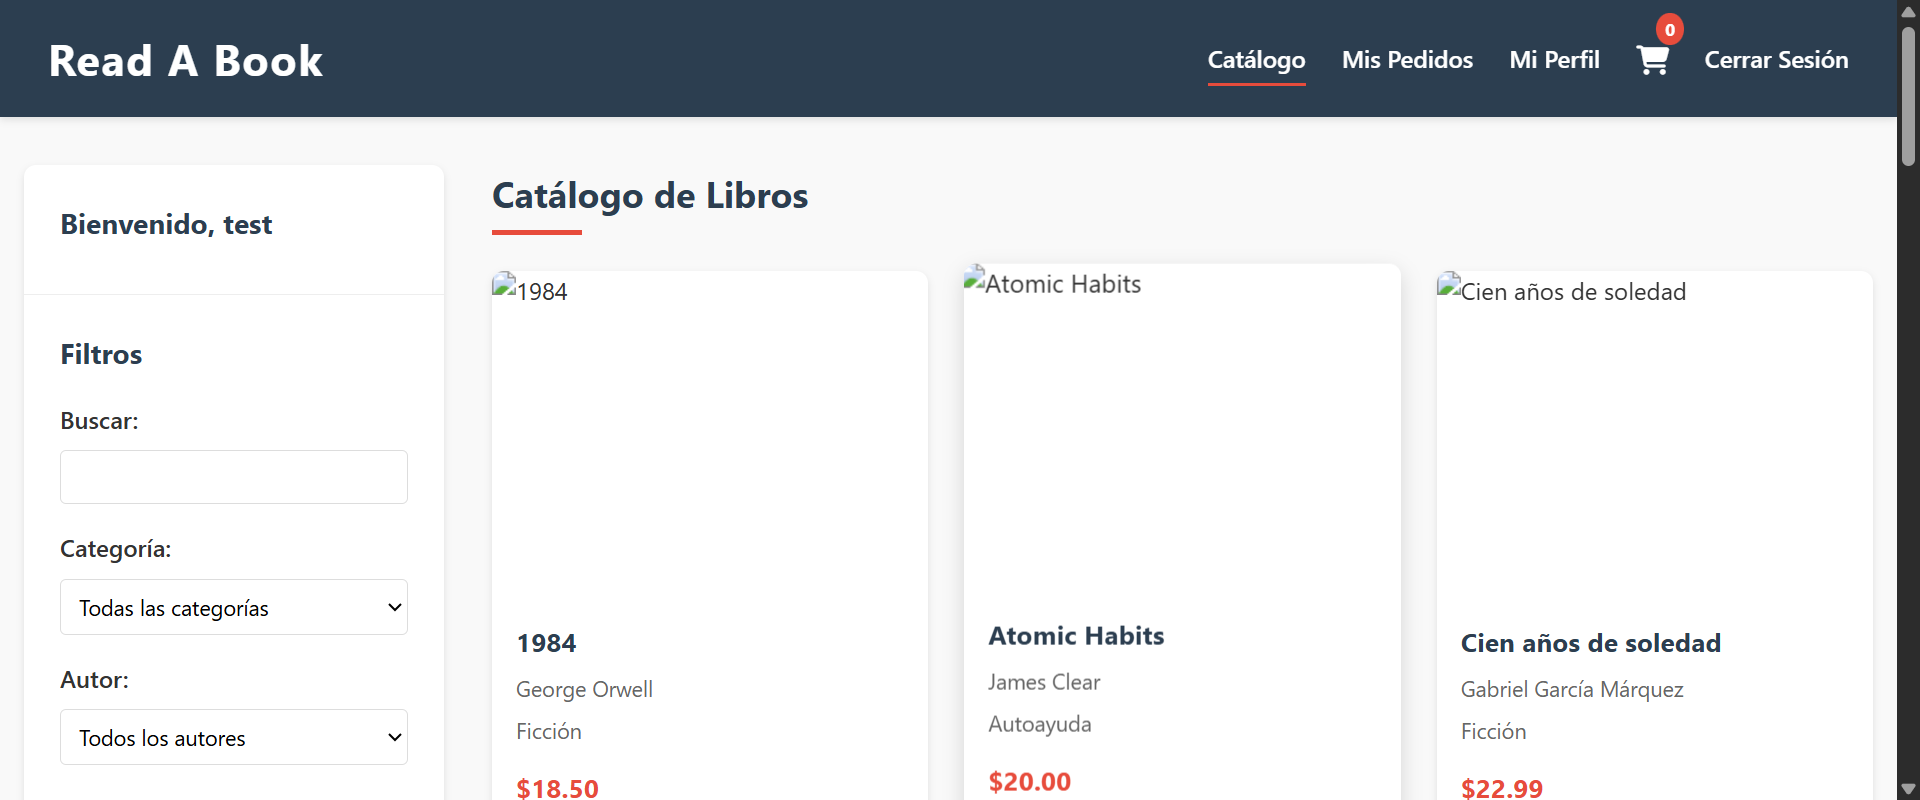 Read A Book
Catálogo
Mis Pedidos
Mi Perfil
0
Cerrar Sesión
Bienvenido, test
Filtros
Buscar:
Categoría:
Todas las categorías
Autor:
Todos los autores
Catálogo de Libros
1984
1984
George Orwell
Ficción
$18.50
Atomic Habits
Atomic Habits
James Clear
Autoayuda
$20.00
Cien años de soledad
Cien años de soledad
Gabriel García Márquez
Ficción
$22.99